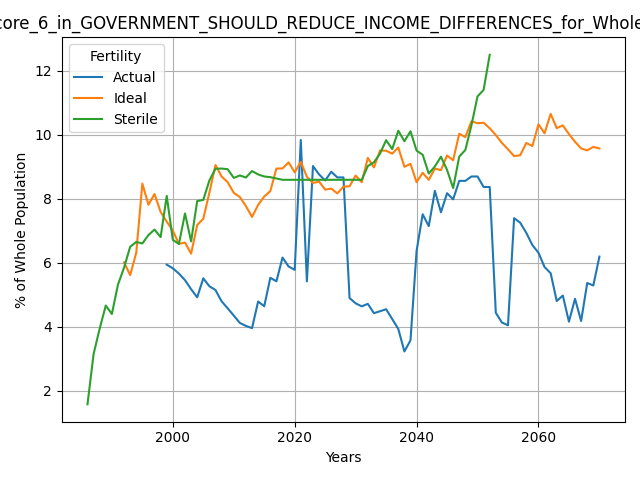 core_6_in_GOVERNMENT_SHOULD_REDUCE_INCOME_DIFFERENCES_for_Whole
Fertility
Actual
Ideal
Sterile
% of Whole Population
12
10
8
6
4
2
2000 2020 2040 2060
Years